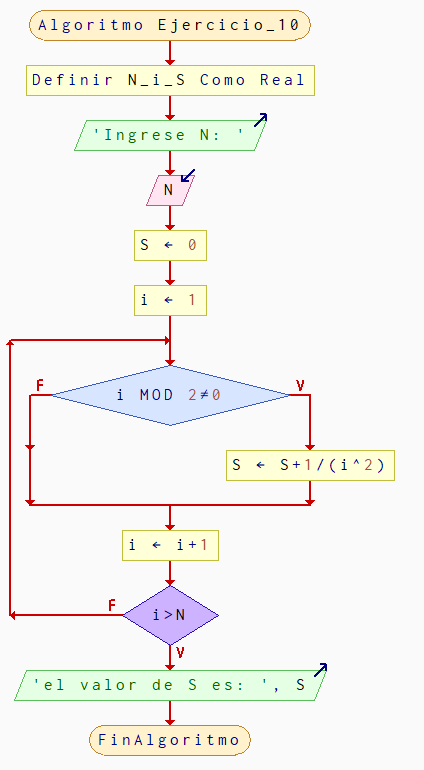 Algoritmo Ejercicio_10
Definir N_i_S Como Real
'Ingrese N: '
N
S ← 0
i ← 1
F
V
i MOD 2≠0
S ← S+1/(i^2)
i ← i+1
F
i>N
V
'el valor de S es: ', S
FinAlgoritmo